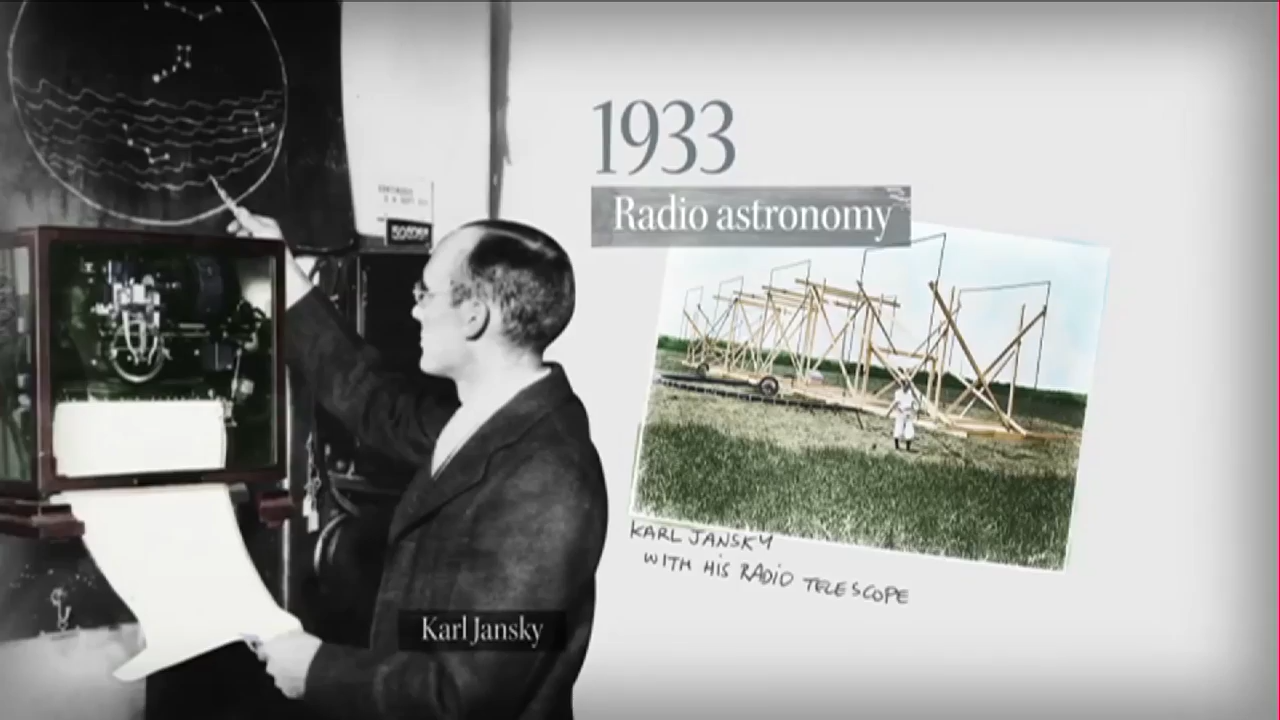 1933
Radio astronomy
KARL JANSKY
WITH HIS RADIO TELESCOPE
Karl Jansky